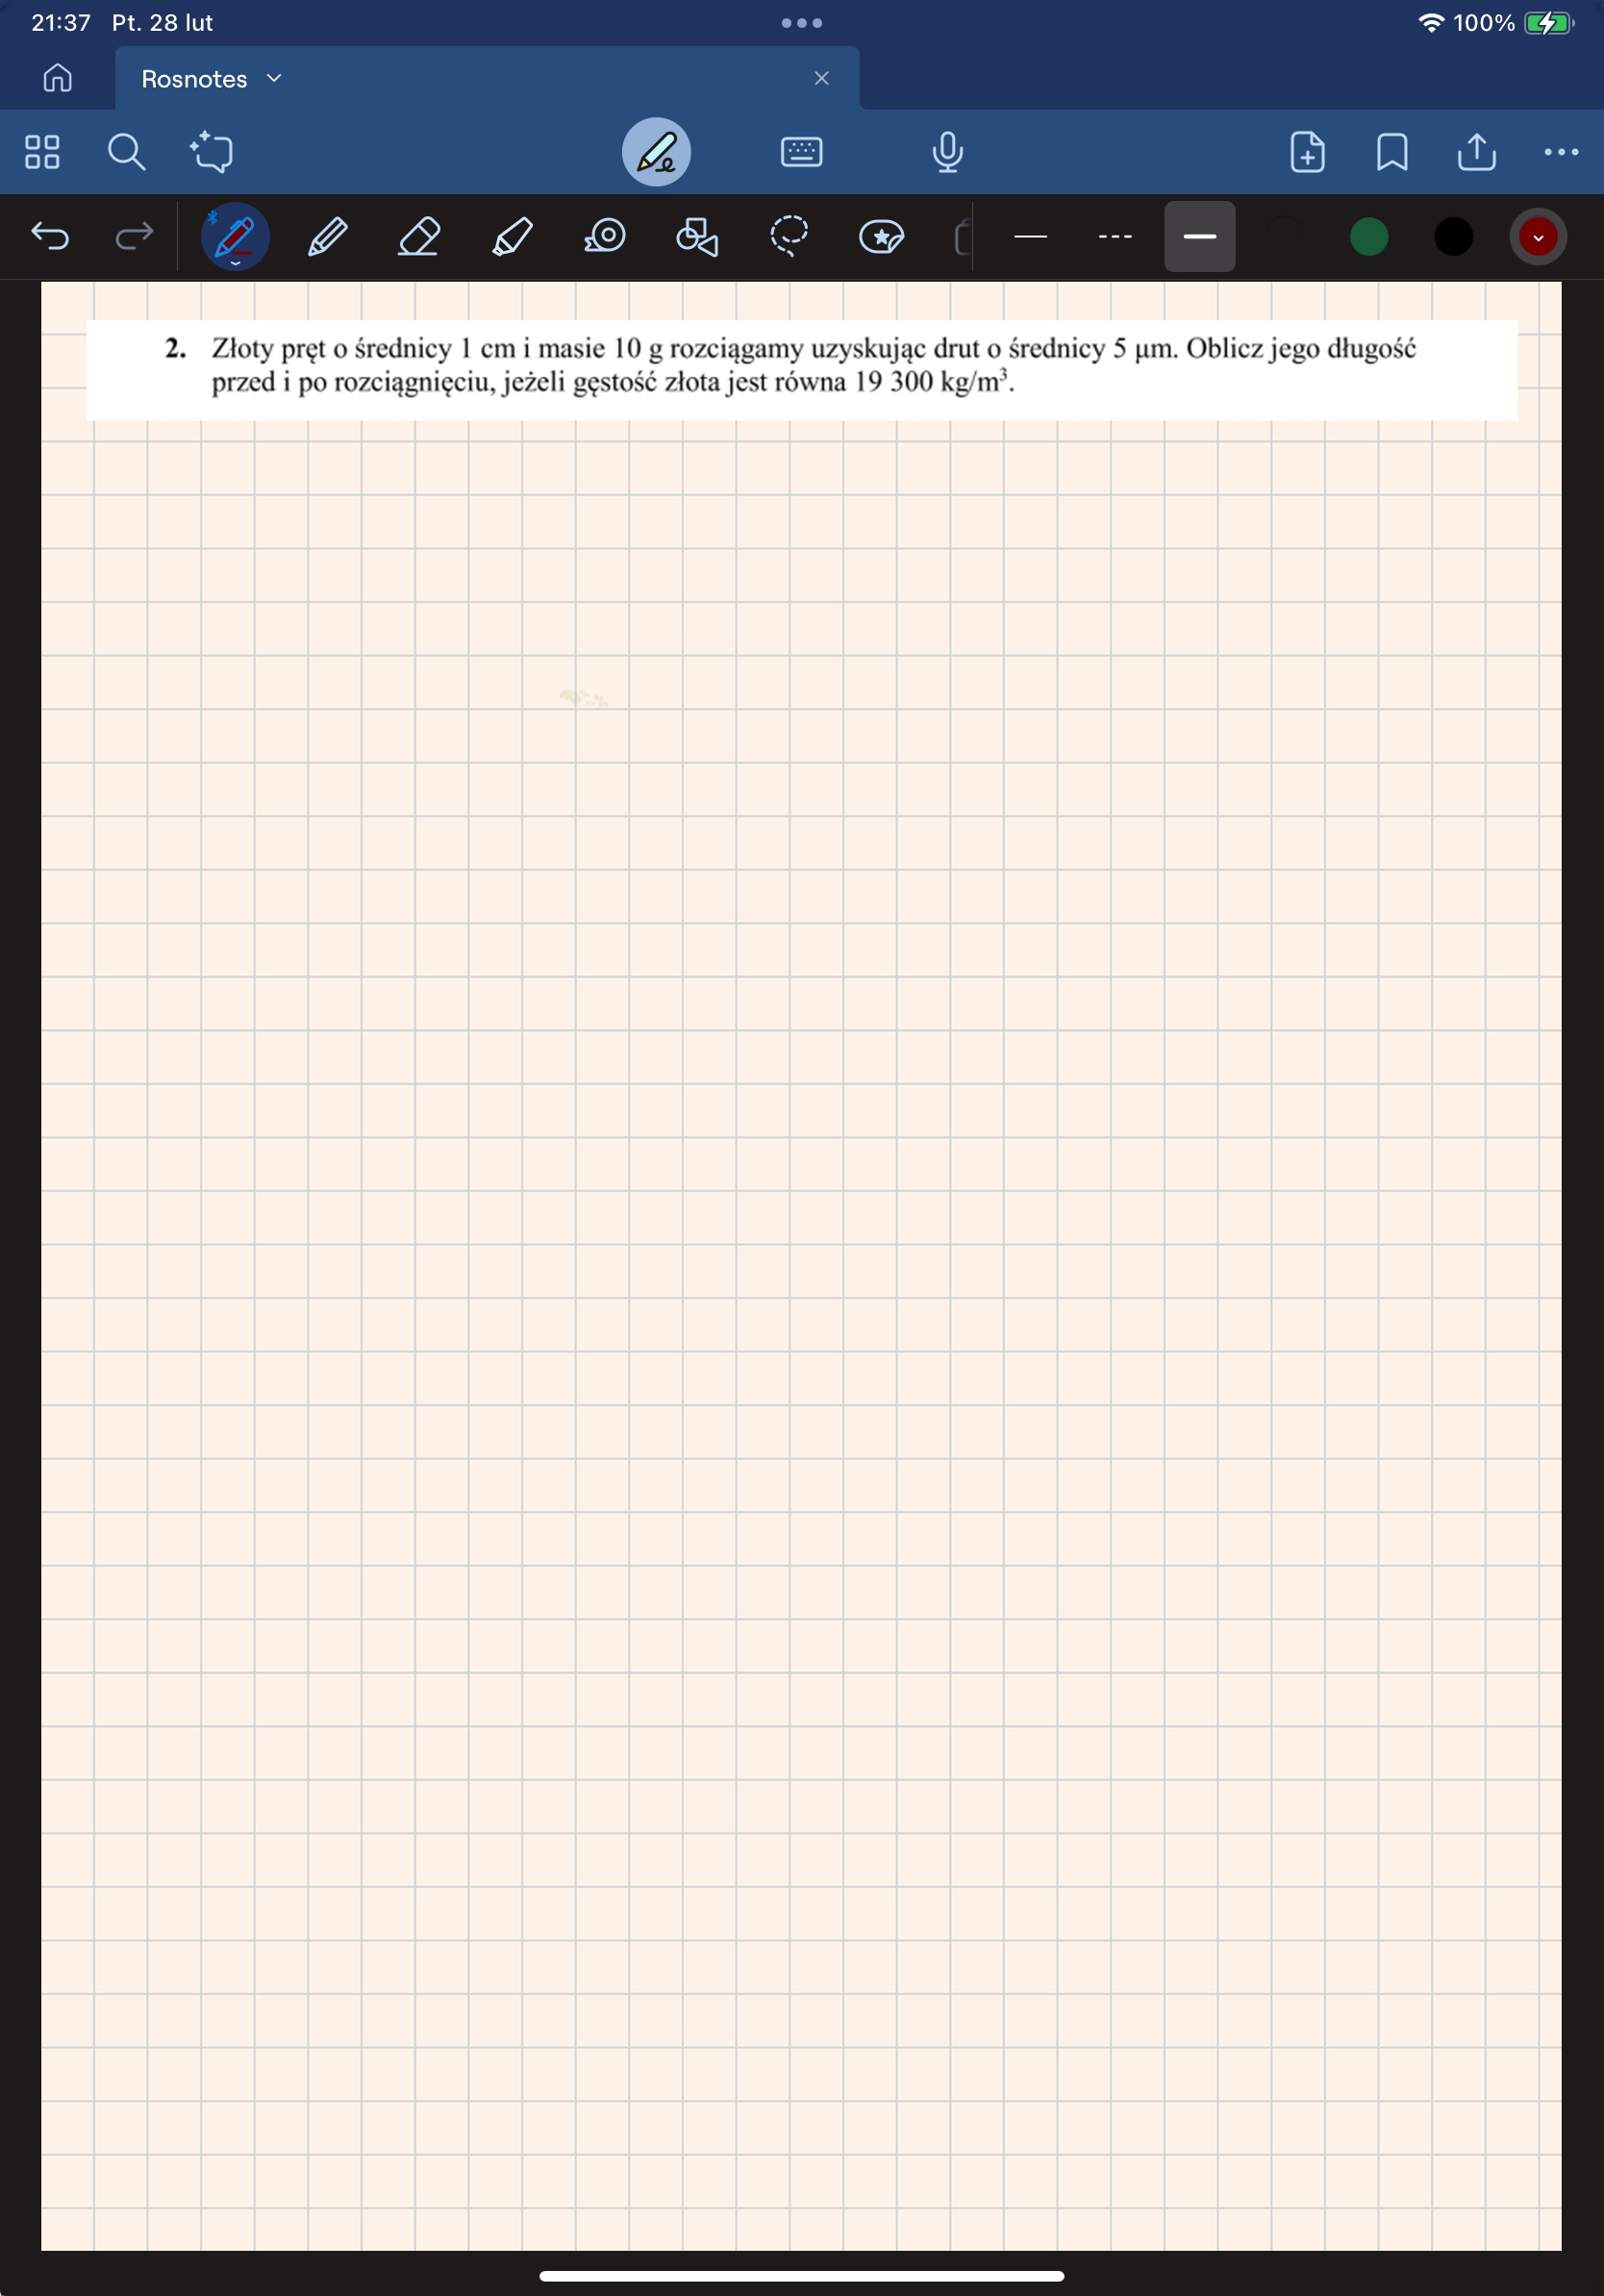 21:37 Pt. 28 lut 100%
Rosnotes
2. Złoty pręt o średnicy 1 cm i masie 10 g rozciągamy uzyskując drut o średnicy 5 μm. Oblicz jego długość
przed i po rozciągnięciu, jeżeli gęstość złota jest równa 19 300 kg/m³.